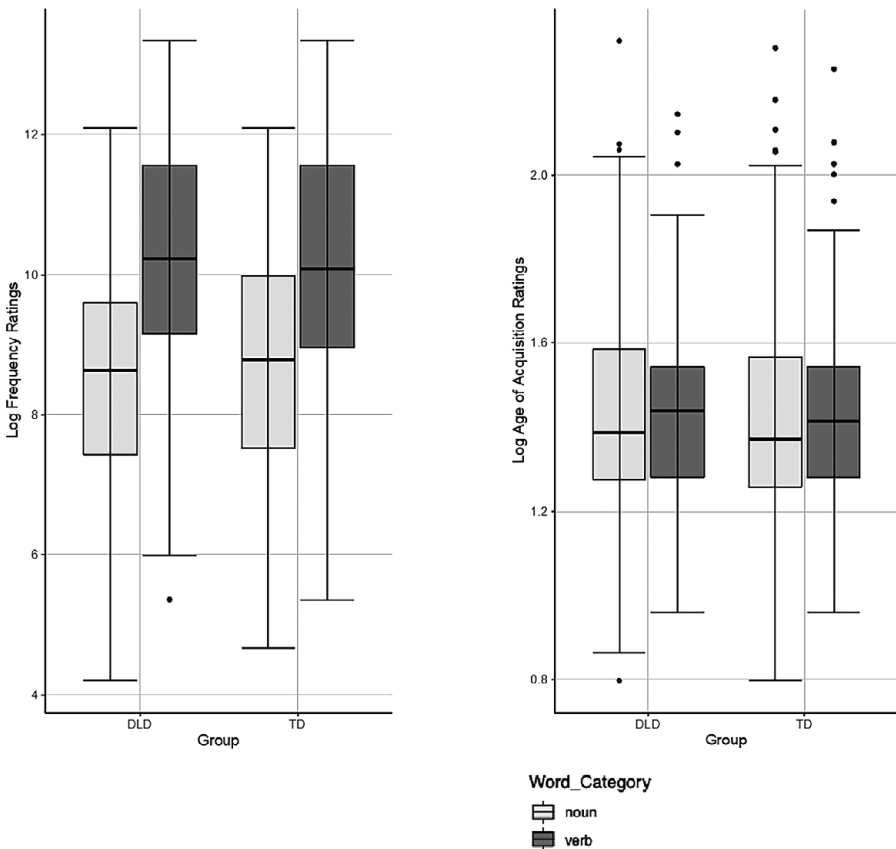 Log Frequency Ratings
12
10
8
6
4
DLD
TD
Group
Log Age of Acquisition Ratings
2.0
1.6
1.2
0.8
DLD
TD
Group
Word_Category
noun
verb